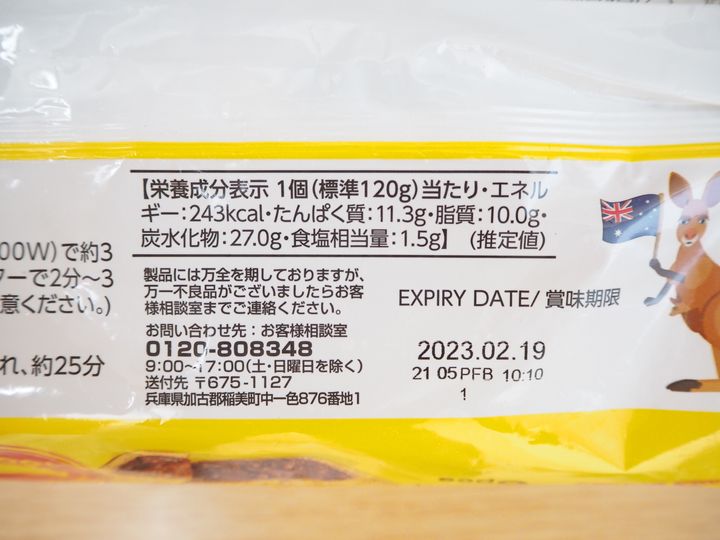 【栄養成分表示 1個(標準120g)当たり・エネル
ギー:243kcal・たんぱく質:11.3g・脂質:10.0g・
炭水化物:27.0g・食塩相当量:1.5g】 (推定値)
00W)で約3
ターで2分〜3
意ください。)
れ、約25分
製品には万全を期しておりますが、
万一不良品がございましたらお客
様相談室までご連絡ください。
お問い合わせ先:お客様相談室
0120-808348
9:00〜17:00(土・日曜日を除く)
送付先 〒675-1127
兵庫県加古郡稲美町中一色876番地1
EXPIRY DATE/賞味期限
2023.02.19
21 05 PFB 10:10
1